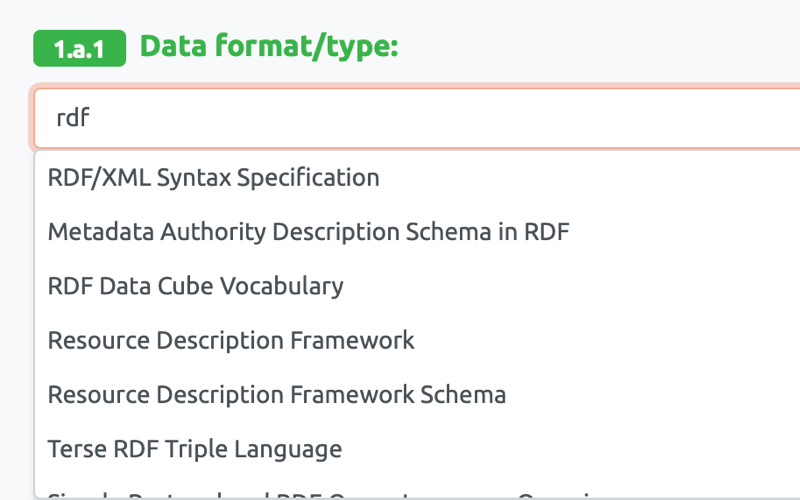 1.a.1 Data format/type:
rdf
RDF/XML Syntax Specification
Metadata Authority Description Schema in RDF
RDF Data Cube Vocabulary
Resource Description Framework
Resource Description Framework Schema
Terse RDF Triple Language